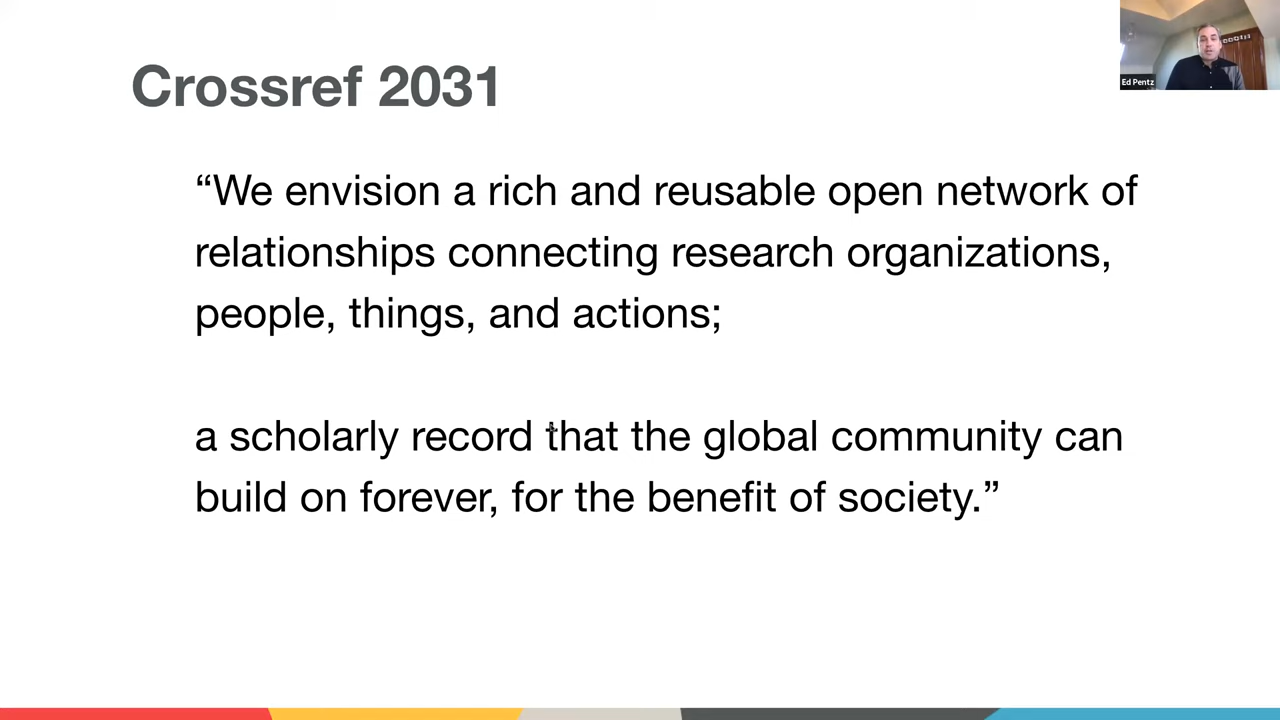 Crossref 2031
Ed Pentz
“We envision a rich and reusable open network of
relationships connecting research organizations,
people, things, and actions;
a scholarly record that the global community can
build on forever, for the benefit of society.”